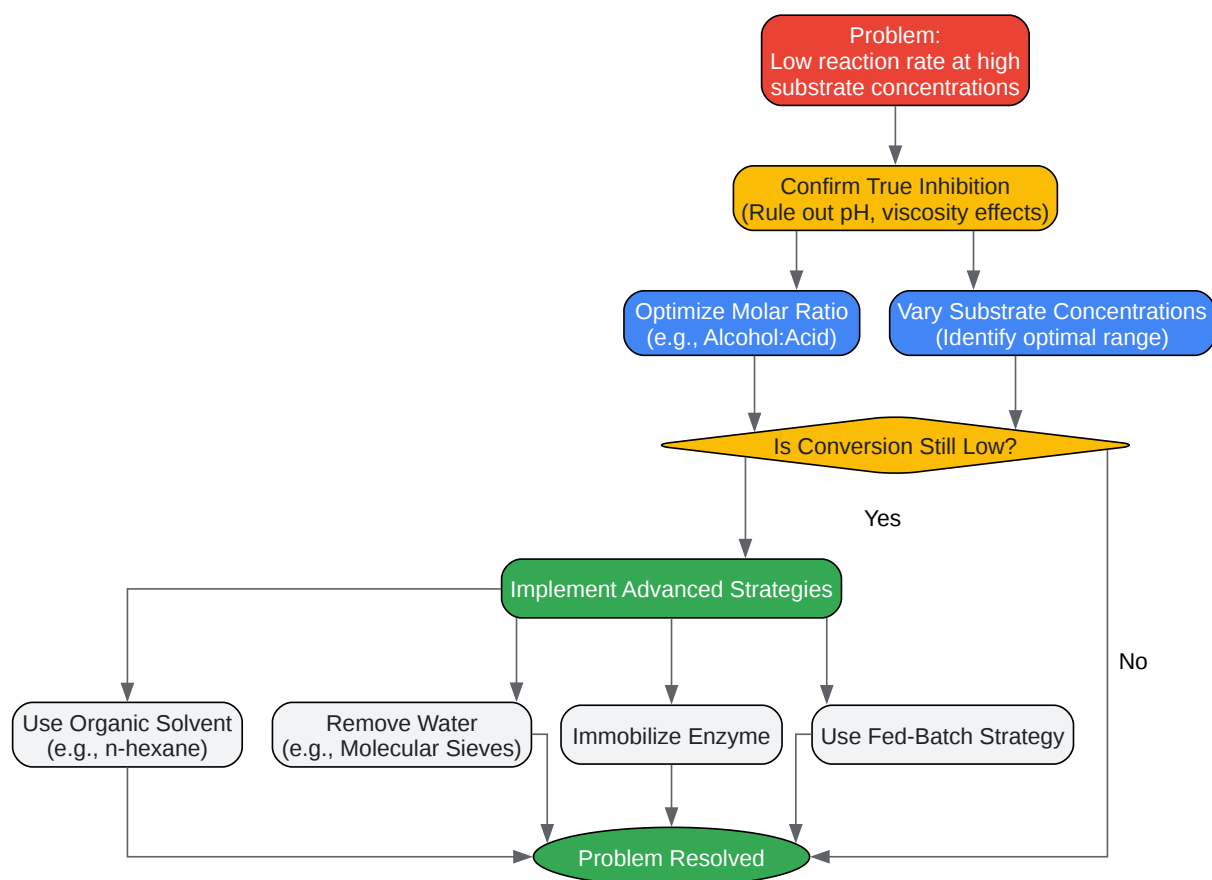 Problem:
Low reaction rate at high
substrate concentrations
Confirm True Inhibition
(Rule out pH, viscosity effects)
Optimize Molar Ratio
(e.g., Alcohol:Acid)
Vary Substrate Concentrations
(Identify optimal range)
Is Conversion Still Low?
Yes
Implement Advanced Strategies
No
Use Organic Solvent
(e.g., n-hexane)
Remove Water
(e.g., Molecular Sieves)
Immobilize Enzyme
Use Fed-Batch Strategy
Problem Resolved